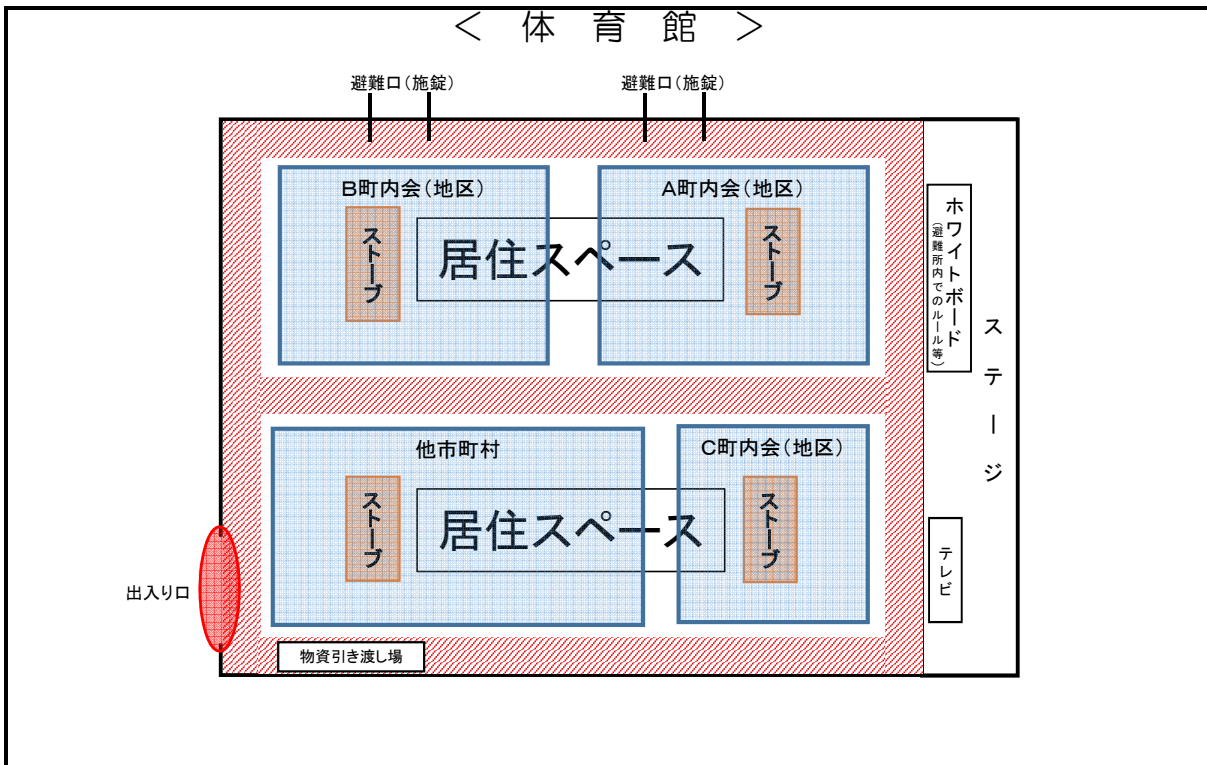 ＜ 体 育 館 ＞
避難口（施錠）
避難口（施錠）
B町内会（地区）
A町内会（地区）
ストーブ
居住スペース
ストーブ
ホワイトボード
（避難所内でのルール等）
ステージ
他市町村
C町内会（地区）
ストーブ
居住スペース
ストーブ
テレビ
出入り口
物資引き渡し場